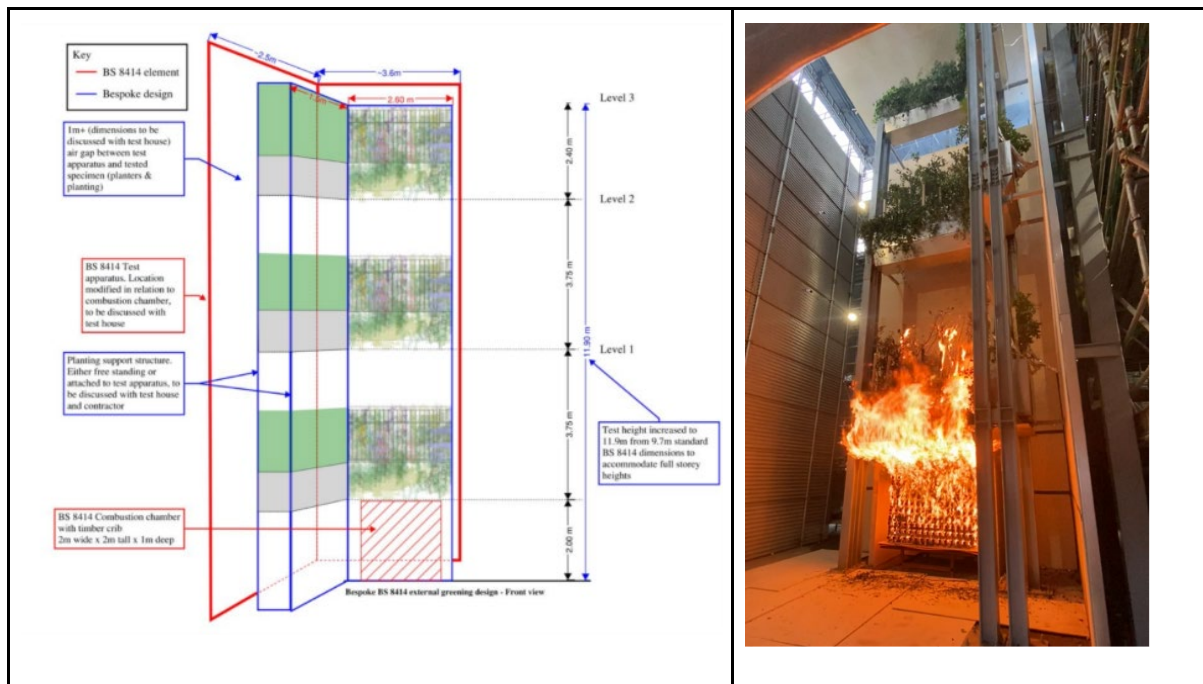 Key
BS 8414 element
Bespoke design
~2.5m
~3.6m
1.5m
2.60 m
Level 3
1m+ (dimensions to be
discussed with test house)
air gap between test
apparatus and tested
specimen (planters &
planting)
2.40 m
Level 2
BS 8414 Test
apparatus. Location
modified in relation to
combustion chamber,
to be discussed with
test house
3.75 m
11.90 m
Level 1
Planting support structure.
Either free standing or
attached to test apparatus, to
be discussed with test house
and contractor
3.75 m
Test height increased to
11.9m from 9.7m standard
BS 8414 dimensions to
accommodate full storey
heights
BS 8414 Combustion chamber
with timber crib
2m wide x 2m tall x 1m deep
2.00 m
Bespoke BS 8414 external greening design - Front view